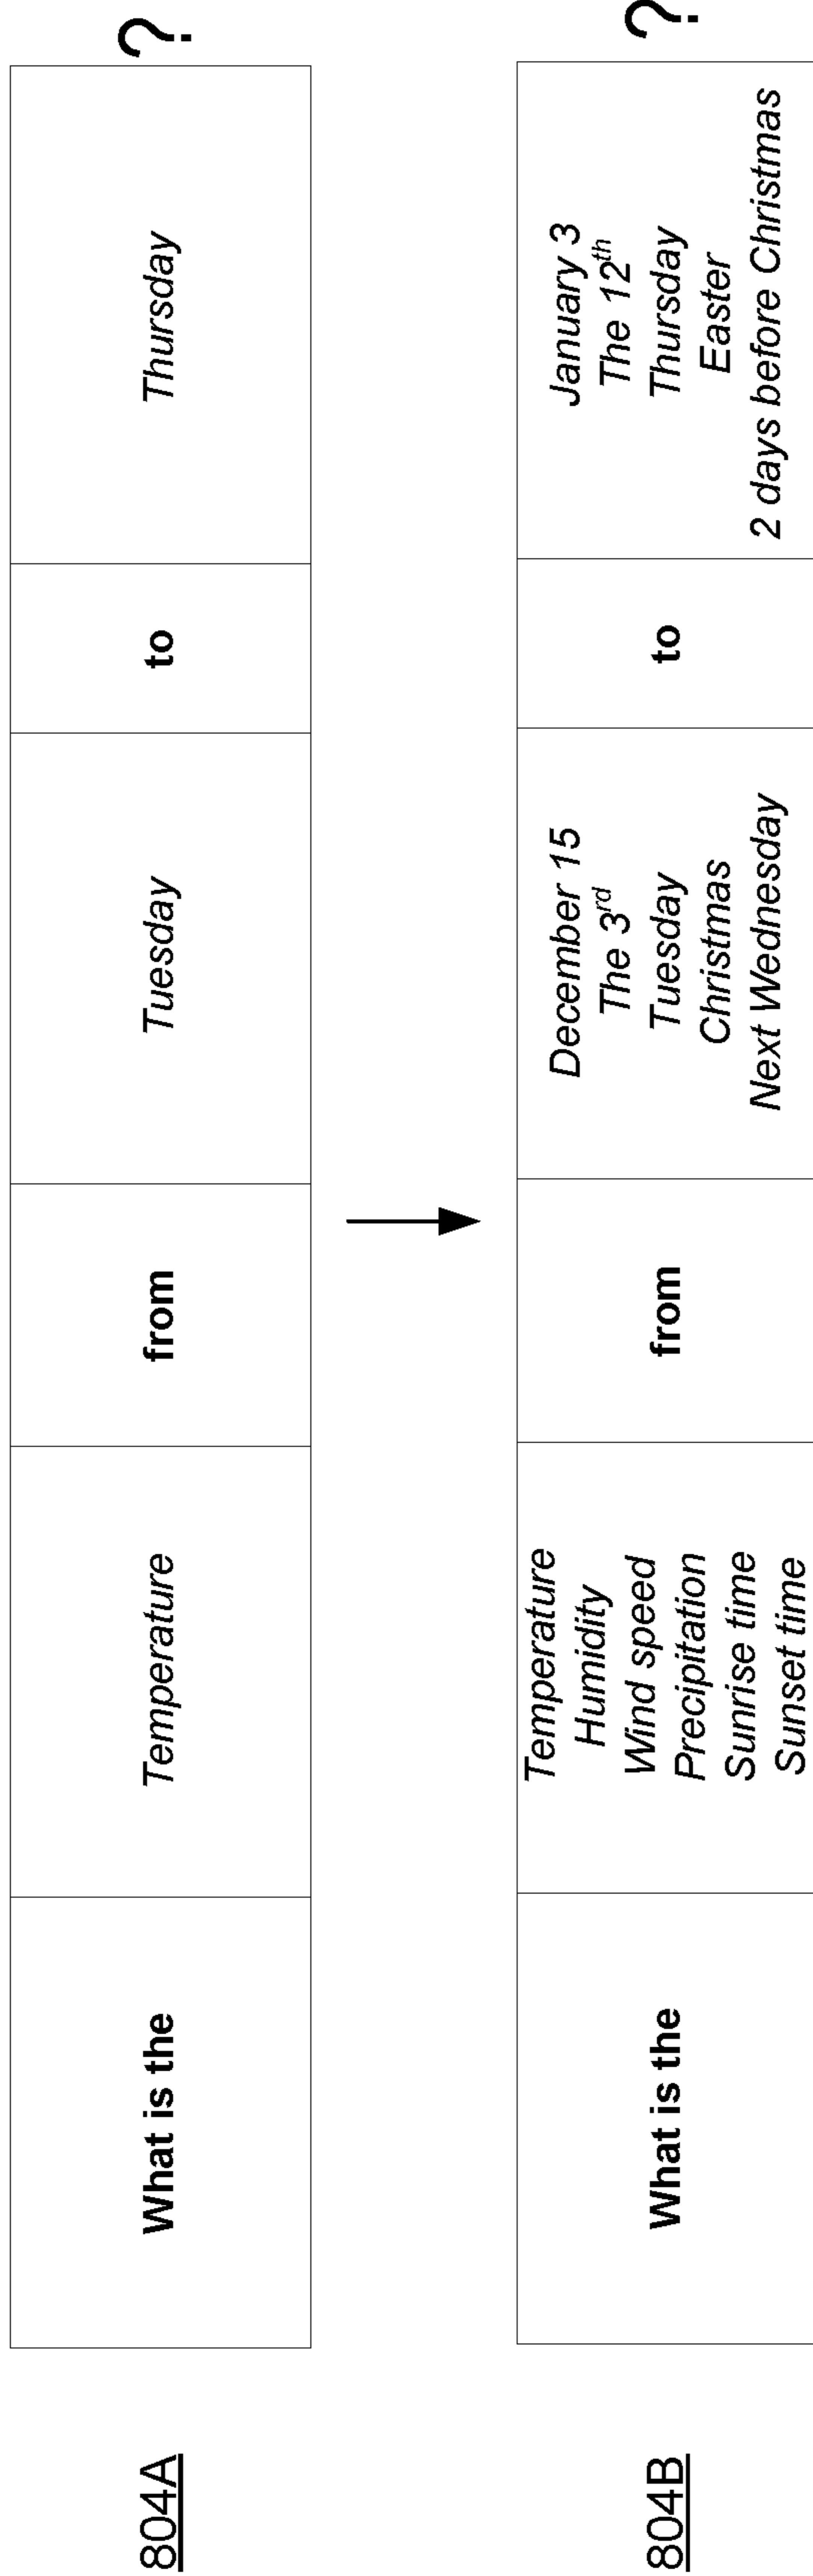 804A
What is the
Temperature
from
Tuesday
to
Thursday
?
804B
What is the
Temperature
Humidity
Wind speed
Precipitation
Sunrise time
Sunset time
from
December 15
The 3rd
Tuesday
Christmas
Next Wednesday
to
January 3
The 12th
Thursday
Easter
2 days before Christmas
?